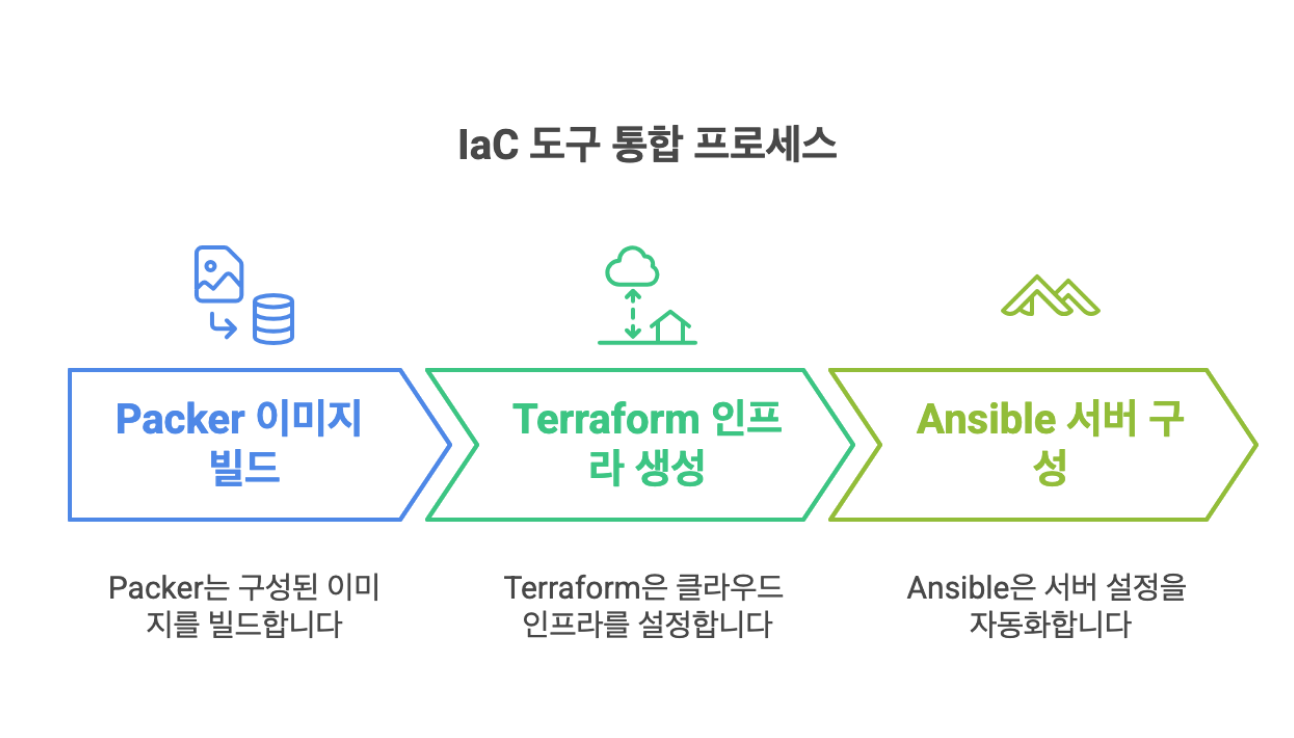 IaC 도구 통합 프로세스
Packer 이미지
빌드
Terraform 인프
라 생성
Ansible 서버 구
성
Packer는 구성된 이미
지를 빌드합니다
Terraform은 클라우드
인프라를 설정합니다
Ansible은 서버 설정을
자동화합니다